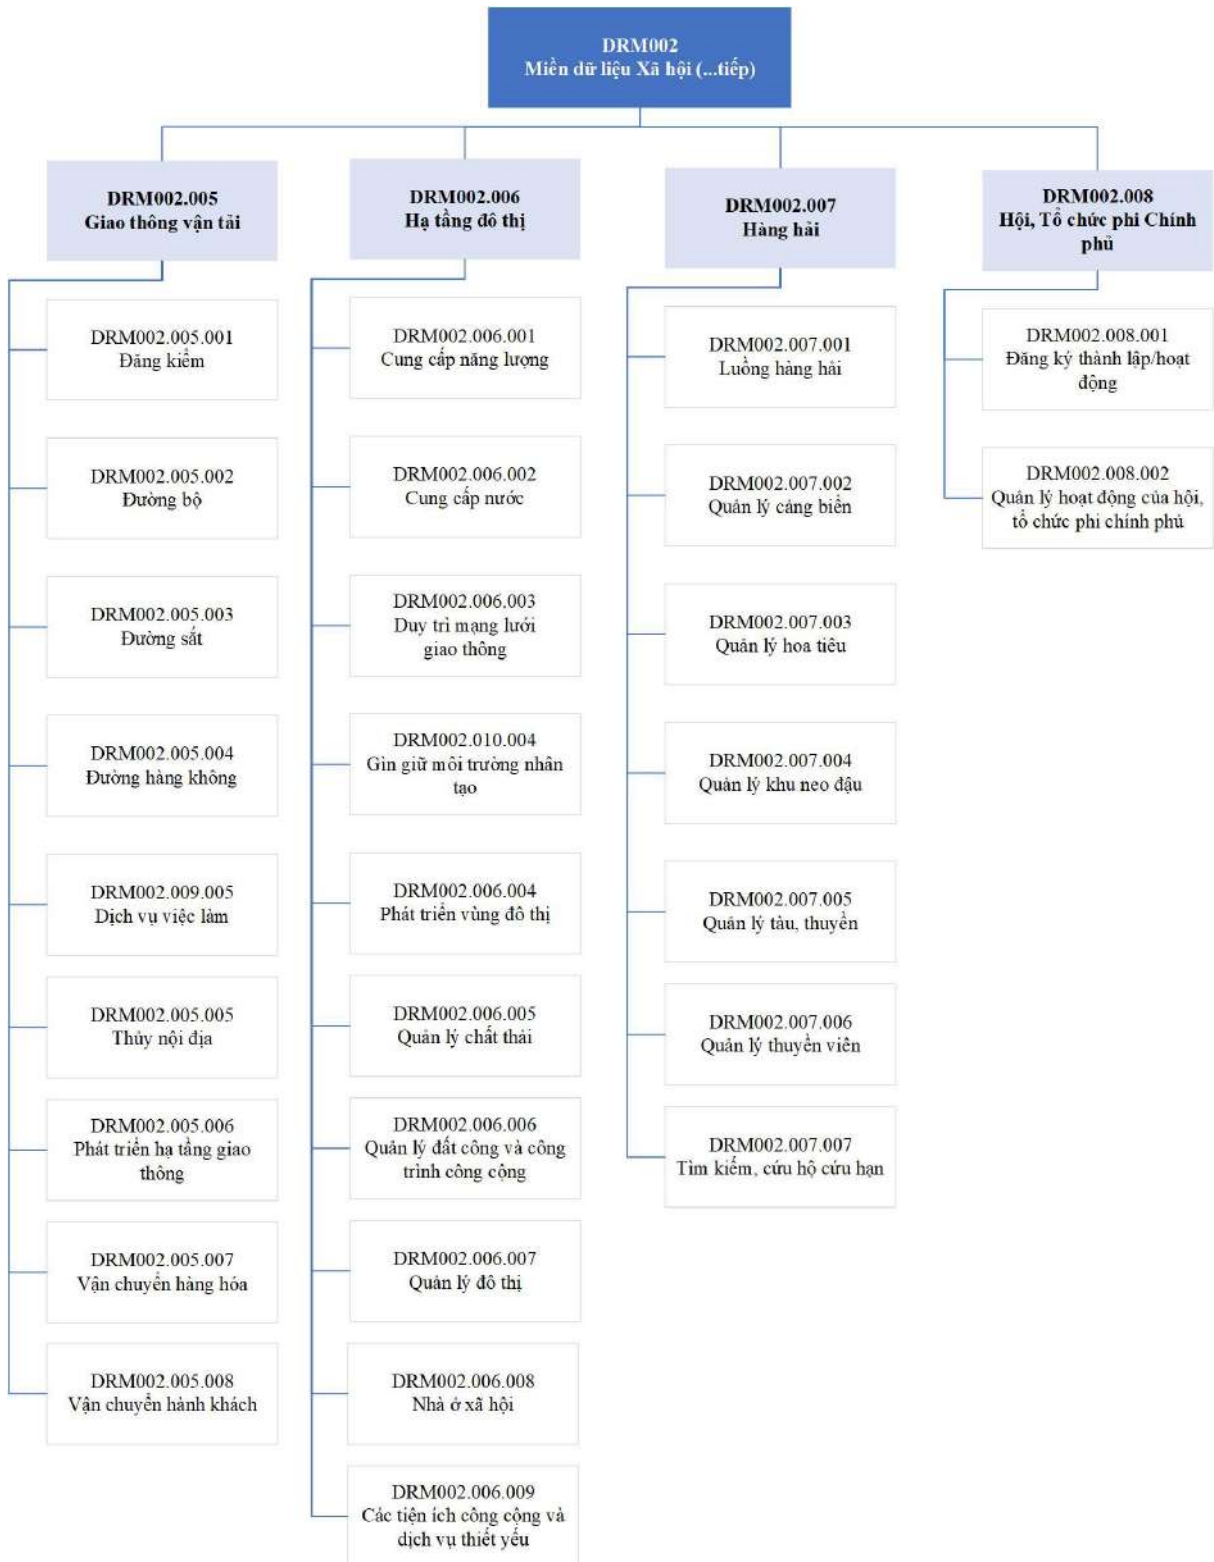 DRM002
Miền dữ liệu Xã hội (...tiếp)
DRM002.005
Giao thông vận tải
DRM002.005.001
Đăng kiểm
DRM002.005.002
Đường bộ
DRM002.005.003
Đường sắt
DRM002.005.004
Đường hàng không
DRM002.009.005
Dịch vụ việc làm
DRM002.005.005
Thủy nội địa
DRM002.005.006
Phát triển hạ tầng giao
thông
DRM002.005.007
Vận chuyển hàng hóa
DRM002.005.008
Vận chuyển hành khách
DRM002.006
Hạ tầng đô thị
DRM002.006.001
Cung cấp năng lượng
DRM002.006.002
Cung cấp nước
DRM002.006.003
Duy trì mạng lưới
giao thông
DRM002.010.004
Gìn giữ môi trường nhân
tạo
DRM002.006.004
Phát triển vùng đô thị
DRM002.006.005
Quản lý chất thải
DRM002.006.006
Quản lý đất công và công
trình công cộng
DRM002.006.007
Quản lý đô thị
DRM002.006.008
Nhà ở xã hội
DRM002.006.009
Các tiện ích công cộng và
dịch vụ thiết yếu
DRM002.007
Hàng hải
DRM002.007.001
Luồng hàng hải
DRM002.007.002
Quản lý cảng biển
DRM002.007.003
Quản lý hoa tiêu
DRM002.007.004
Quản lý khu neo đậu
DRM002.007.005
Quản lý tàu, thuyền
DRM002.007.006
Quản lý thuyền viên
DRM002.007.007
Tìm kiếm, cứu hộ cứu hạn
DRM002.008
Hội, Tổ chức phi Chính
phủ
DRM002.008.001
Đăng ký thành lập/hoạt
động
DRM002.008.002
Quản lý hoạt động của hội,
tổ chức phi chính phủ